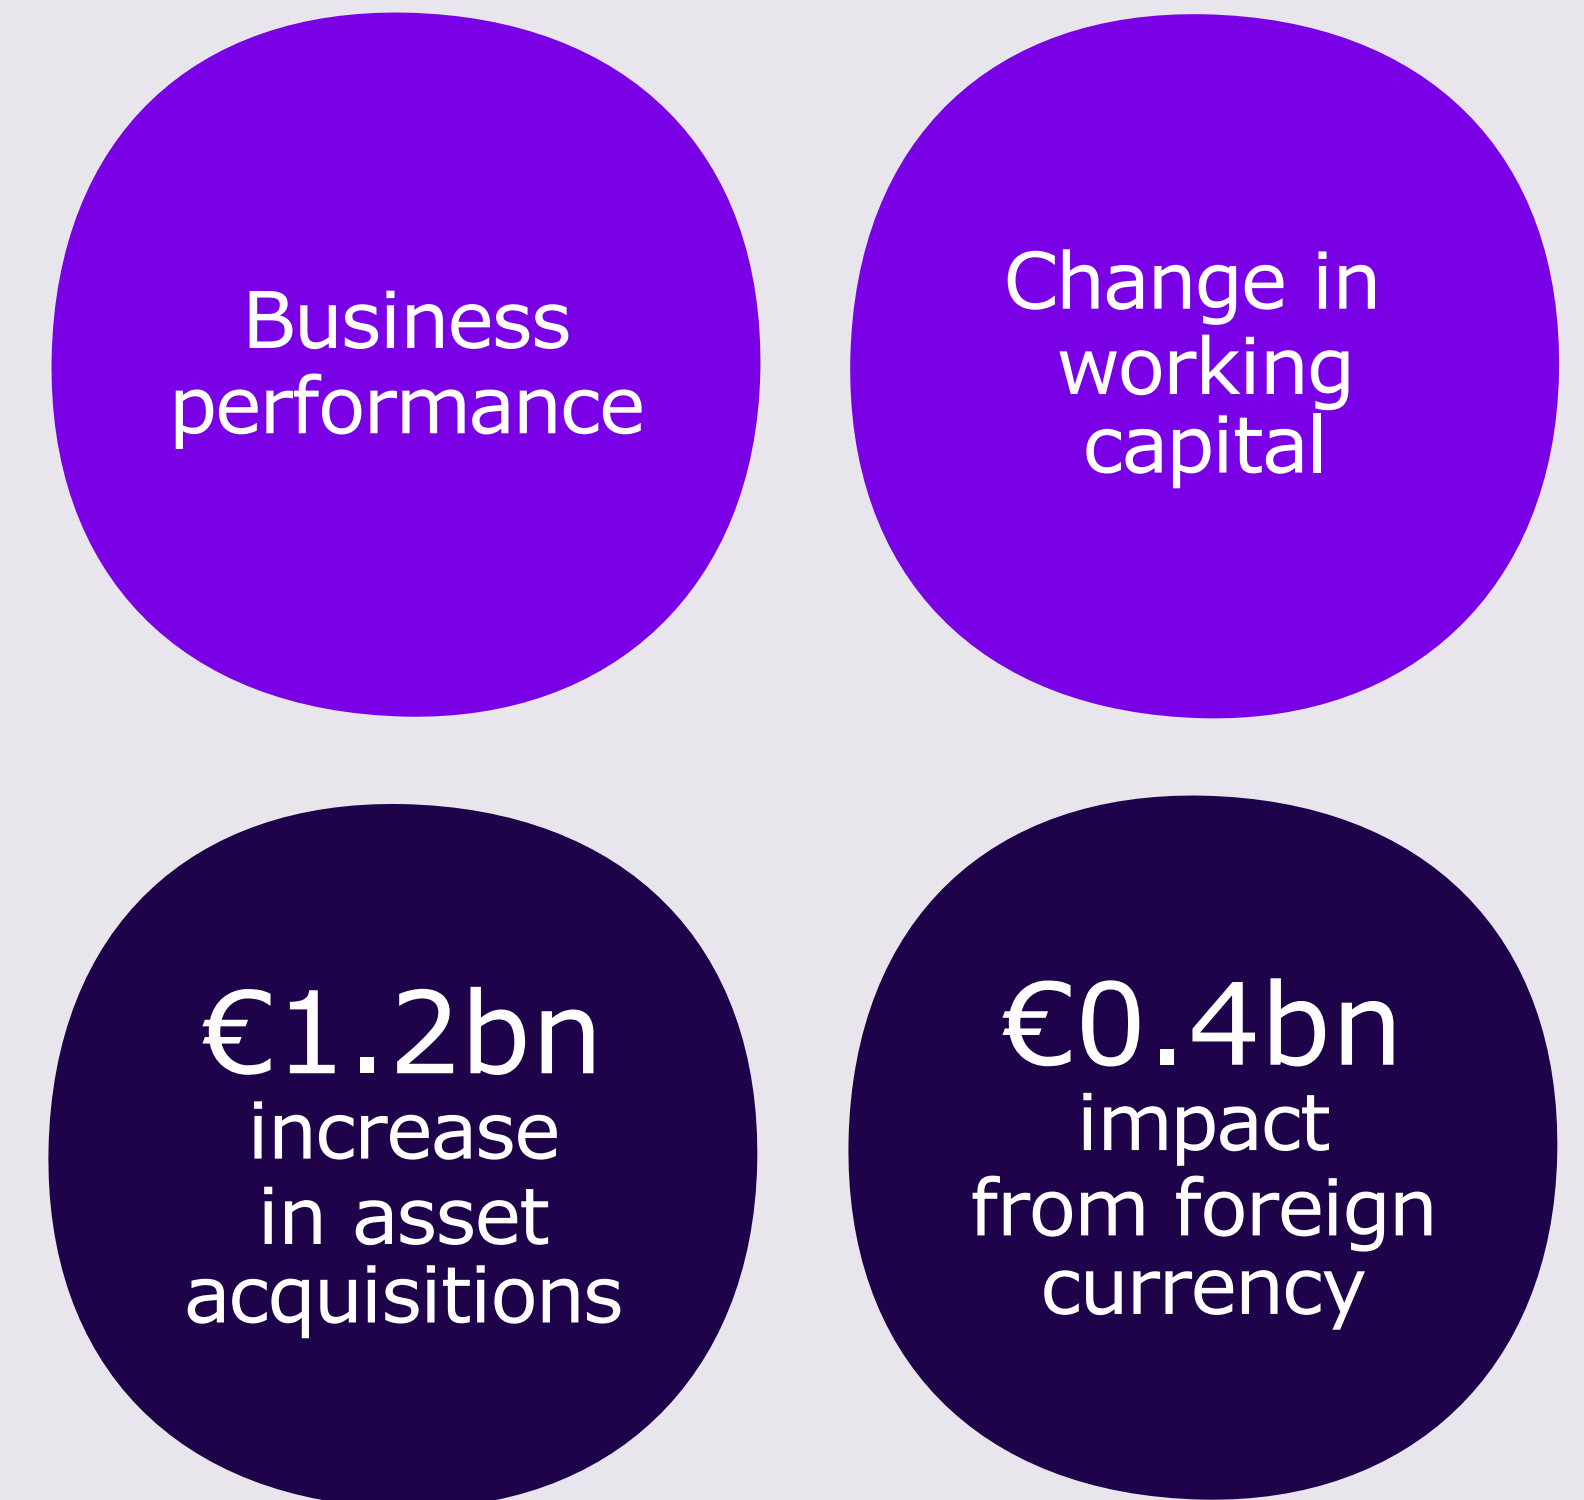 Business
performance
Change in
working
capital
€1.2bn
increase
in asset
acquisitions
€0.4bn
impact
from foreign
currency